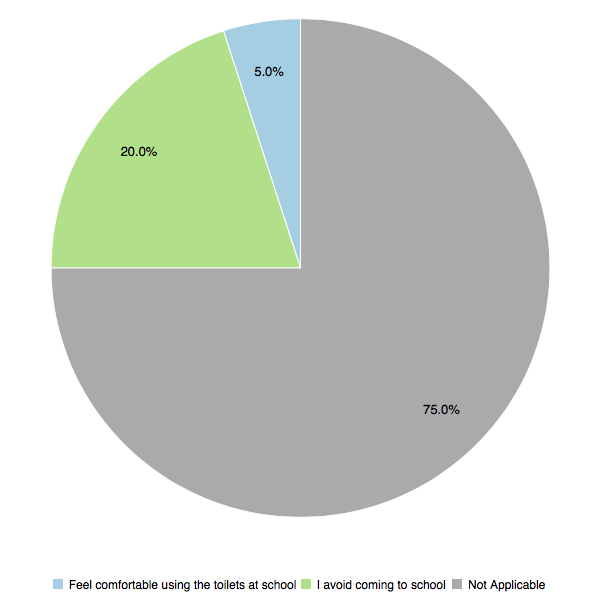 5.0%
20.0%
75.0%
Feel comfortable using the toilets at school I avoid coming to school Not Applicable